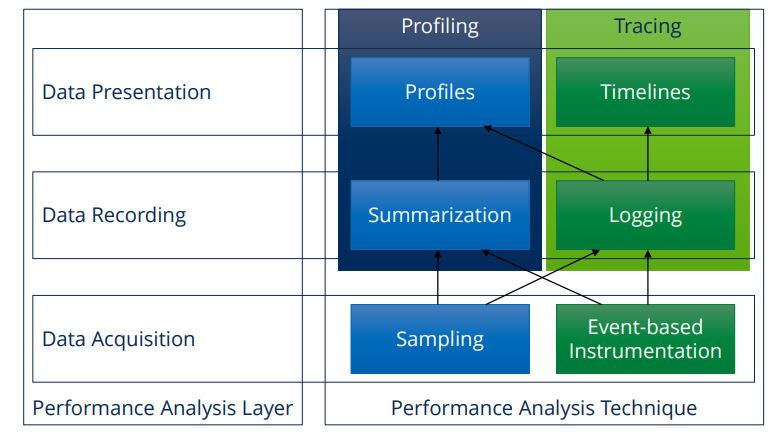 Profiling
Tracing
Data Presentation
Profiles
Timelines
Data Recording
Summarization
Logging
Data Acquisition
Sampling
Event-based
Instrumentation
Performance Analysis Layer
Performance Analysis Technique